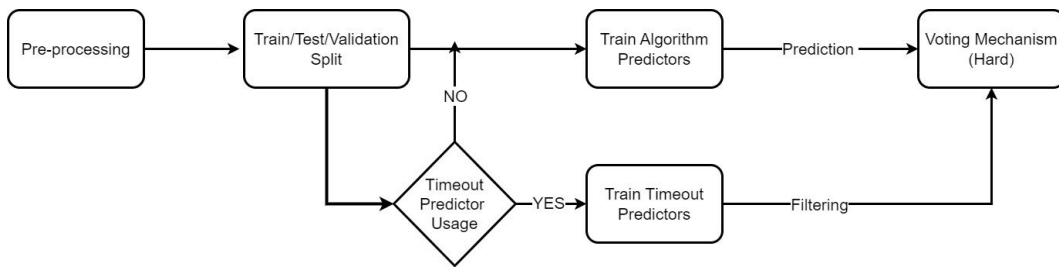 Pre-processing
Train/Test/Validation
Split
Train Algorithm
Predictors
Prediction
Voting Mechanism
(Hard)
NO
Timeout
Predictor
Usage
YES
Train Timeout
Predictors
Filtering